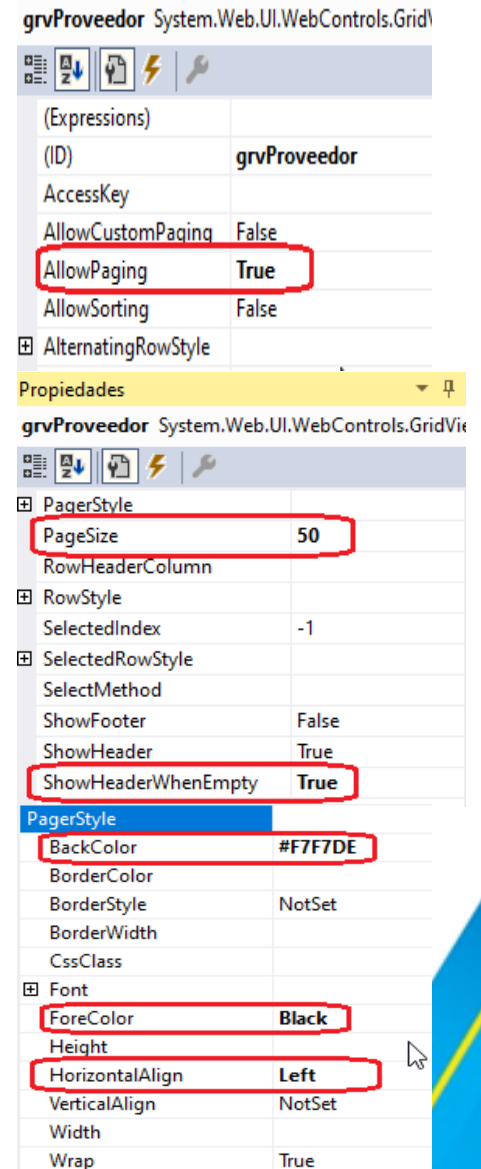 grvProveedor System.Web.UI.WebControls.GridV
(Expressions)
(ID) grvProveedor
AccessKey
AllowCustomPaging False
AllowPaging True
AllowSorting False
AlternatingRowStyle
Propiedades
grvProveedor System.Web.UI.WebControls.GridVie
PagerStyle
PageSize 50
RowHeaderColumn
RowStyle
SelectedIndex -1
SelectedRowStyle
SelectMethod
ShowFooter False
ShowHeader True
ShowHeaderWhenEmpty True
PagerStyle
BackColor #F7F7DE
BorderColor
BorderStyle NotSet
BorderWidth
CssClass
Font
ForeColor Black
Height
HorizontalAlign Left
VerticalAlign NotSet
Width
Wrap True